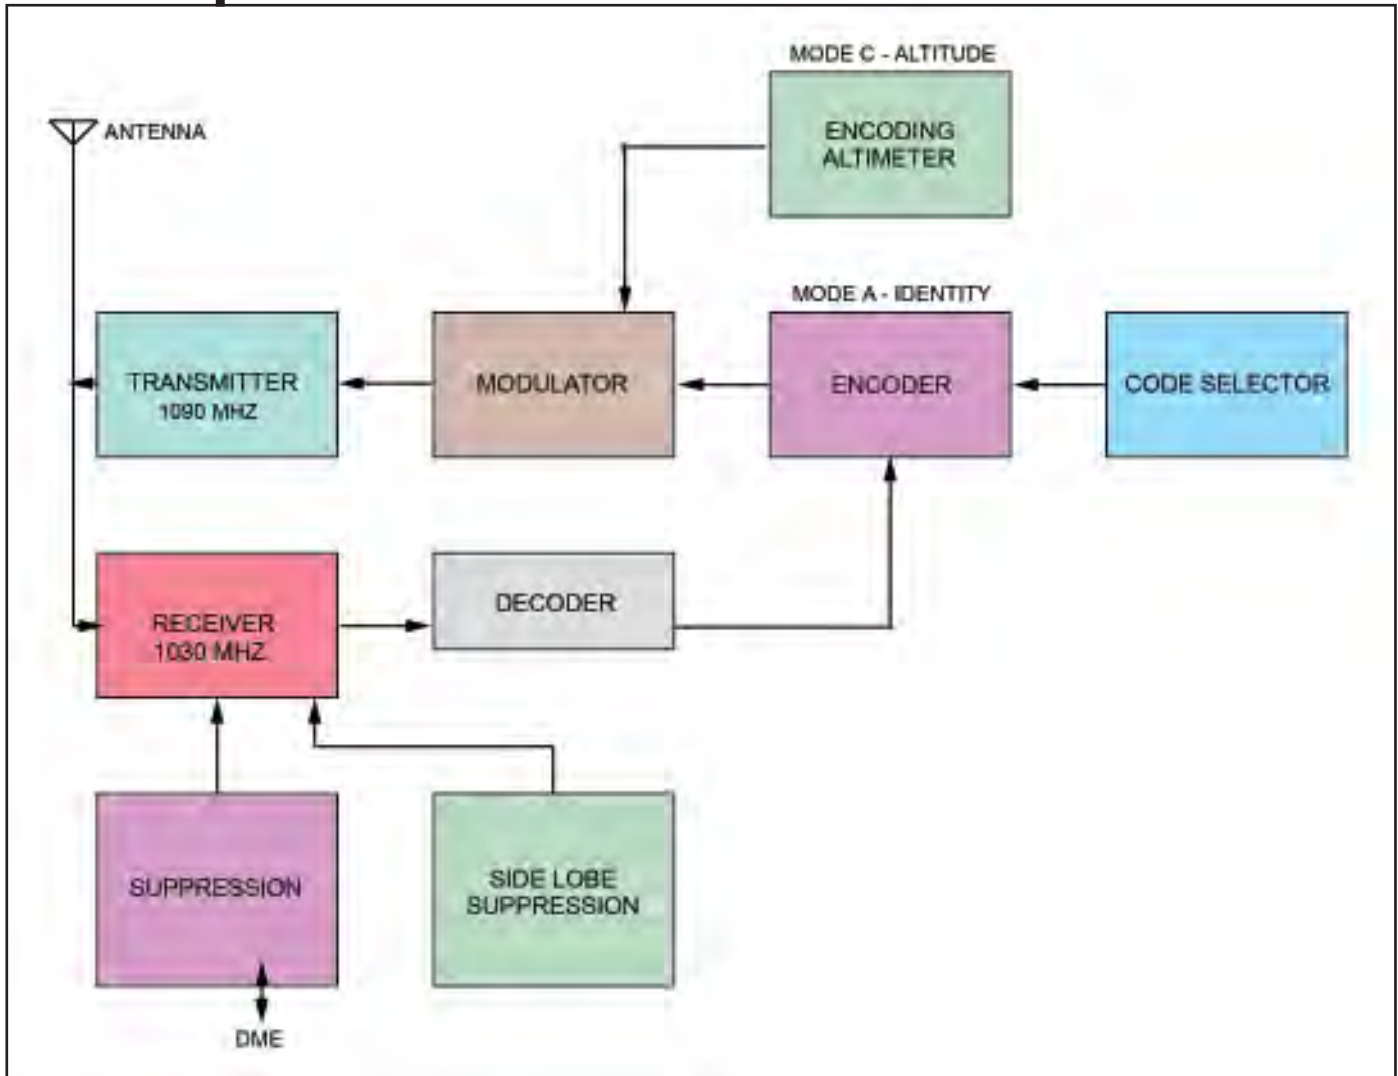 MODE C - ALTITUDE
ENCODING
ALTIMETER
ANTENNA
MODE A - IDENTITY
TRANSMITTER
1090 MHZ
MODULATOR
ENCODER
CODE SELECTOR
RECEIVER
1030 MHZ
DECODER
SUPPRESSION
SIDE LOBE
SUPPRESSION
DME